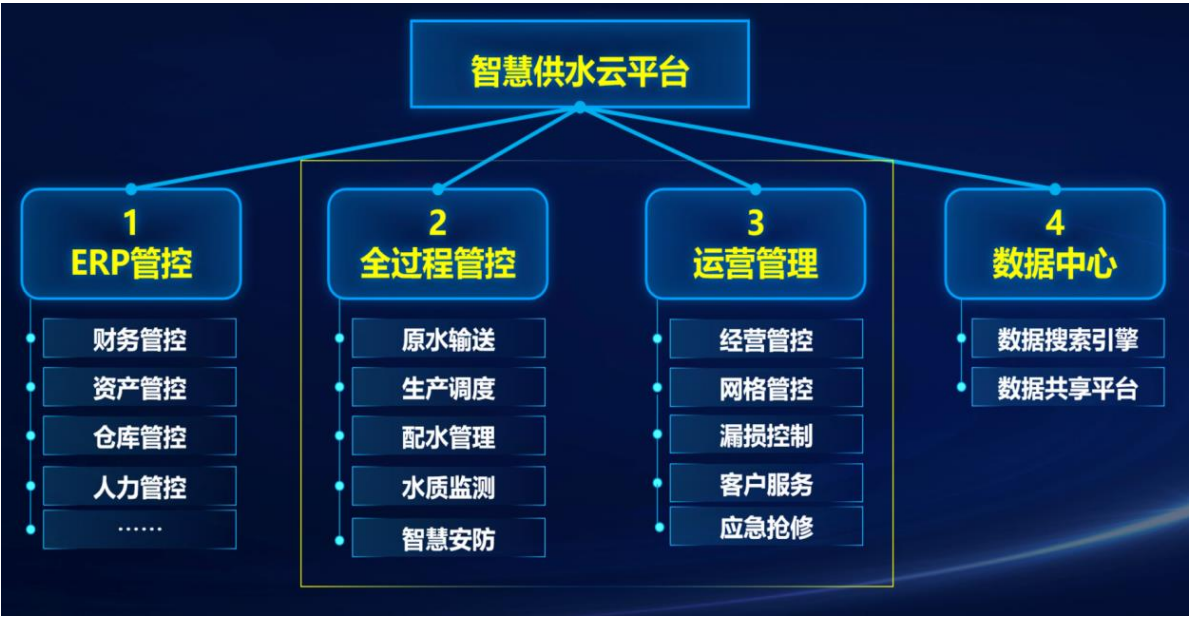 智慧供水云平台
1
ERP管控
财务管控
资产管控
仓库管控
人力管控
……
2
全过程管控
原水输送
生产调度
配水管理
水质监测
智慧安防
3
运营管理
经营管控
网格管控
漏损控制
客户服务
应急抢修
4
数据中心
数据搜索引擎
数据共享平台